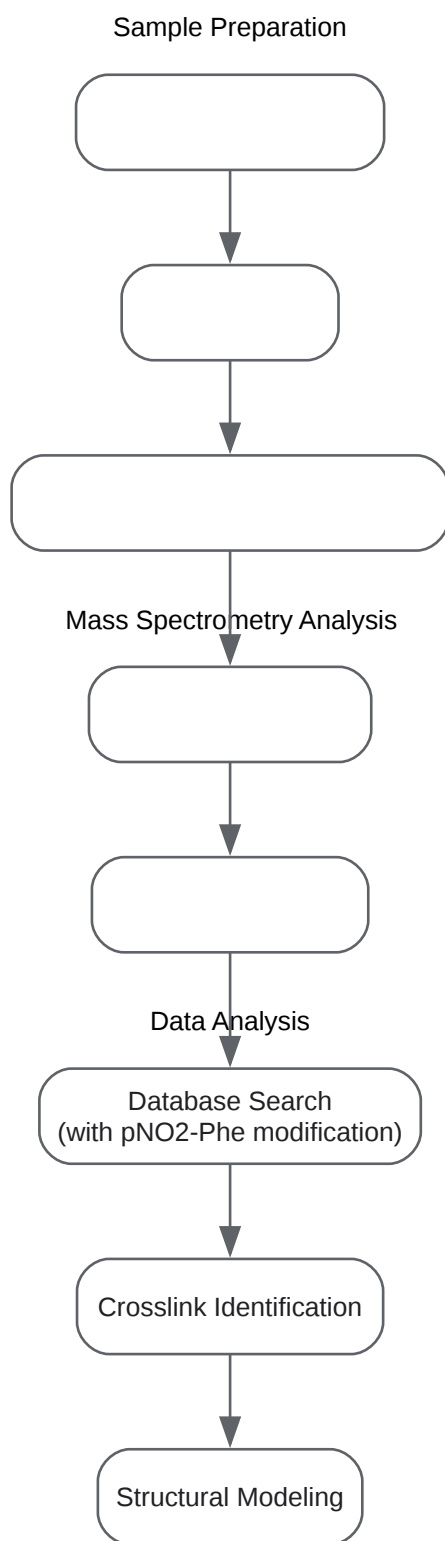 Sample Preparation
Mass Spectrometry Analysis
Data Analysis
Database Search
(with pNO2-Phe modification)
Crosslink Identification
Structural Modeling